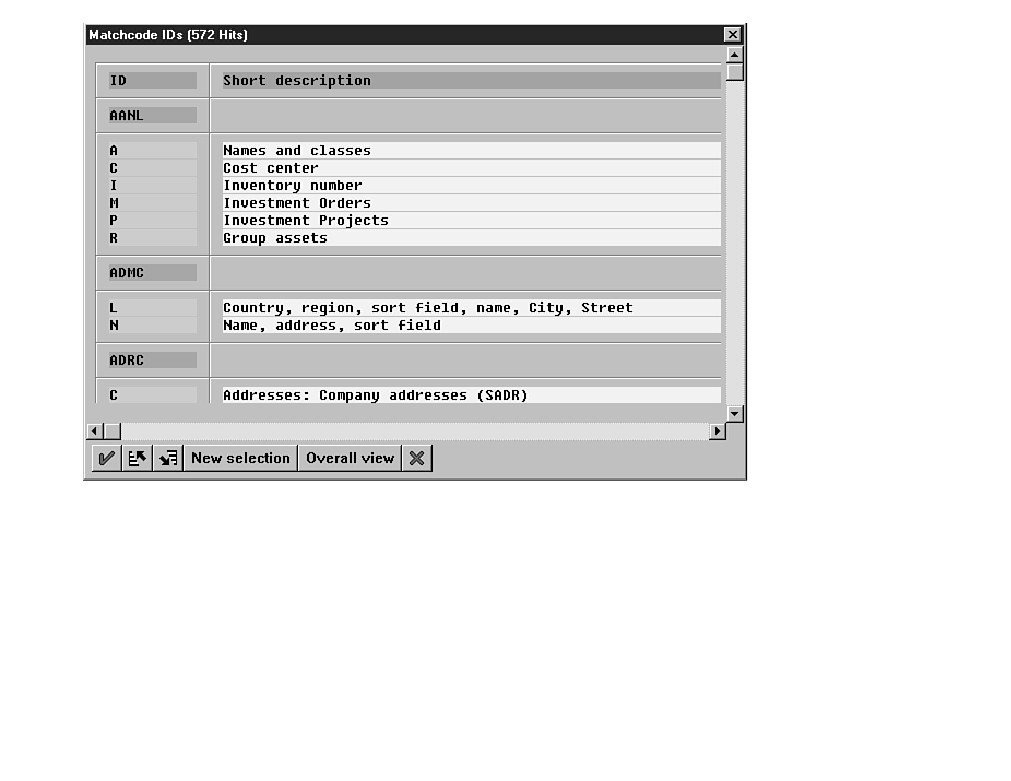 Matchcode IDs (572 Hits)
ID Short description
AANL
A Names and classes
C Cost center
I Inventory number
M Investment Orders
P Investment Projects
R Group assets
ADMC
L Country, region, sort field, name, City, Street
N Name, address, sort field
ADRC
C Addresses: Company addresses (SADR)
New selection Overall view